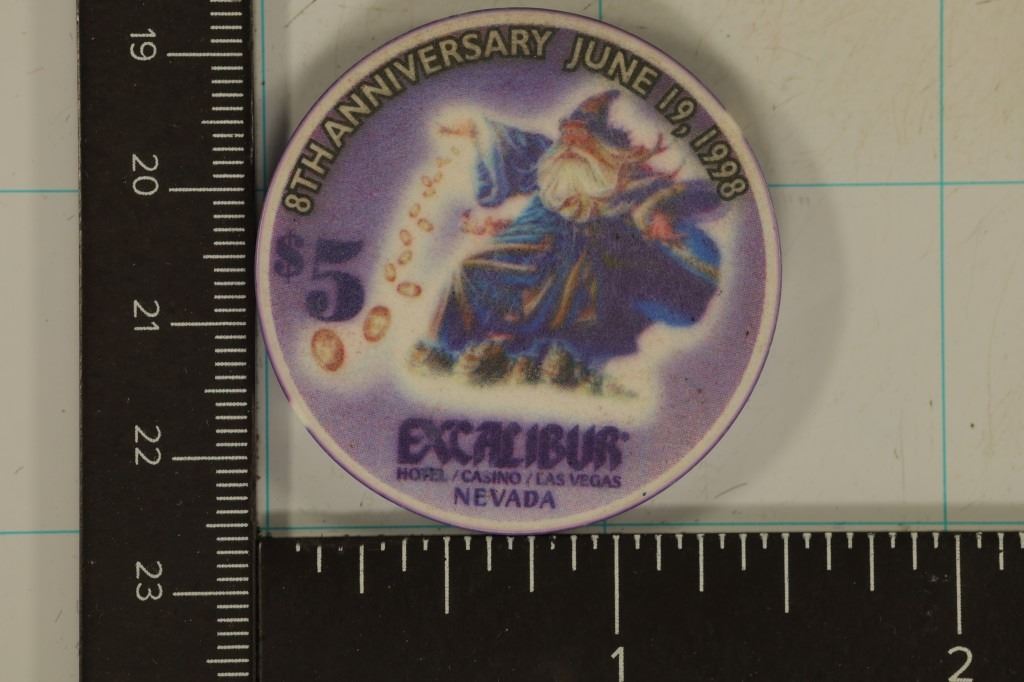 8TH ANNIVERSARY JUNE 19, 1998
$5
EXCALIBUR
HOTEL / CASINO / LAS VEGAS
NEVADA
19
20
21
22
23
1 2